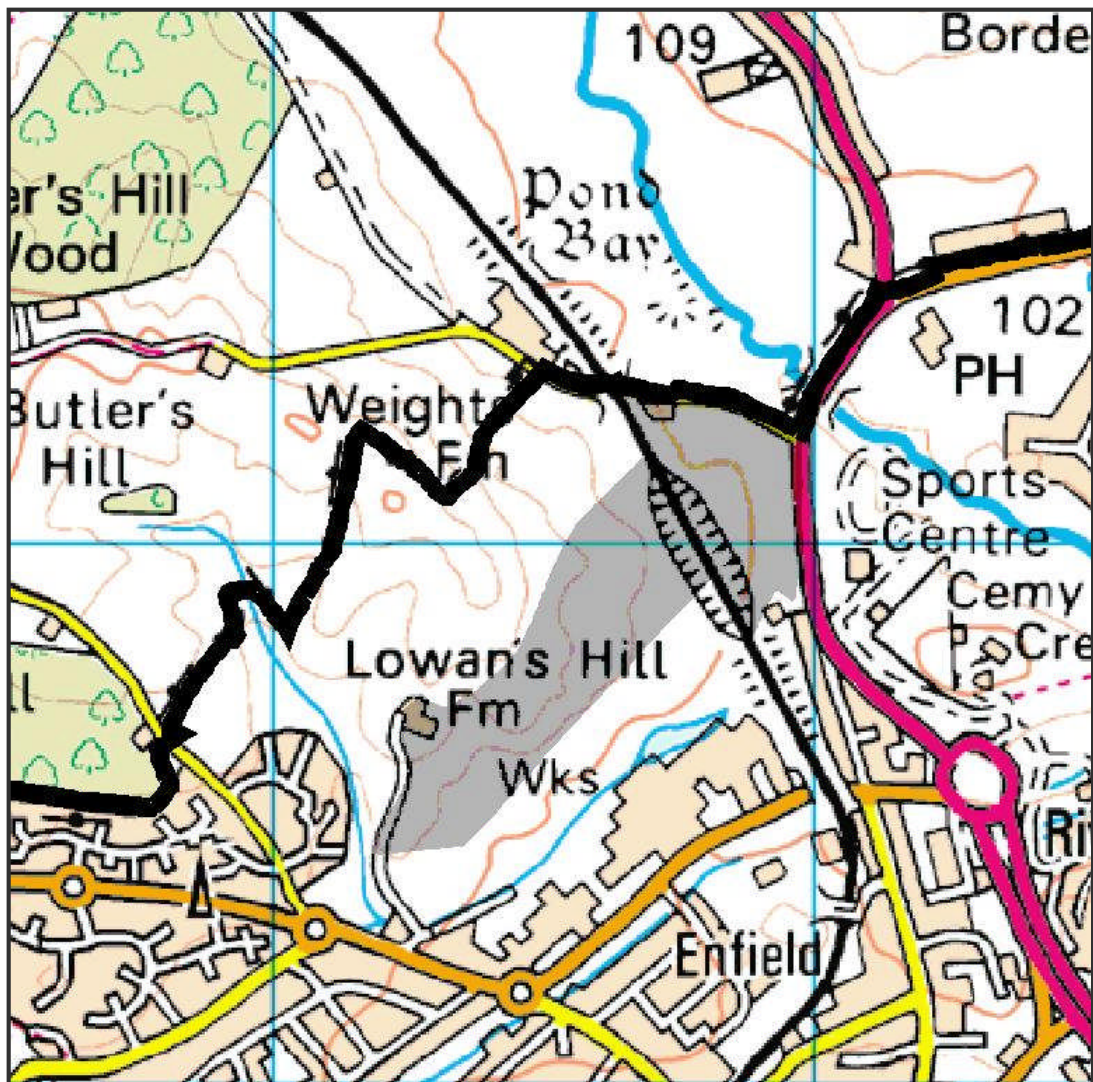 109
Borde
Pond
Bay
er's Hill
Wood
102
PH
Butler's
Hill
Weights
Fm
Sports
Centre
Cemy
Cre
Lowan's Hill
Fm
ll
Wks
Ri
Enfield